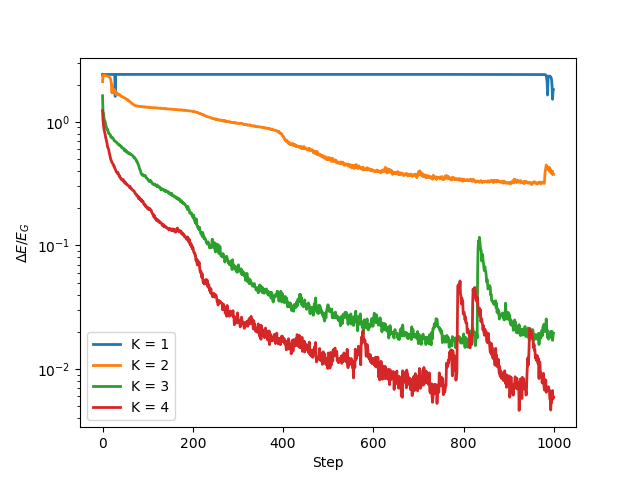 10⁰
10⁻¹
10⁻²
ΔE/E_G
K = 1
K = 2
K = 3
K = 4
0 200 400 600 800 1000
Step